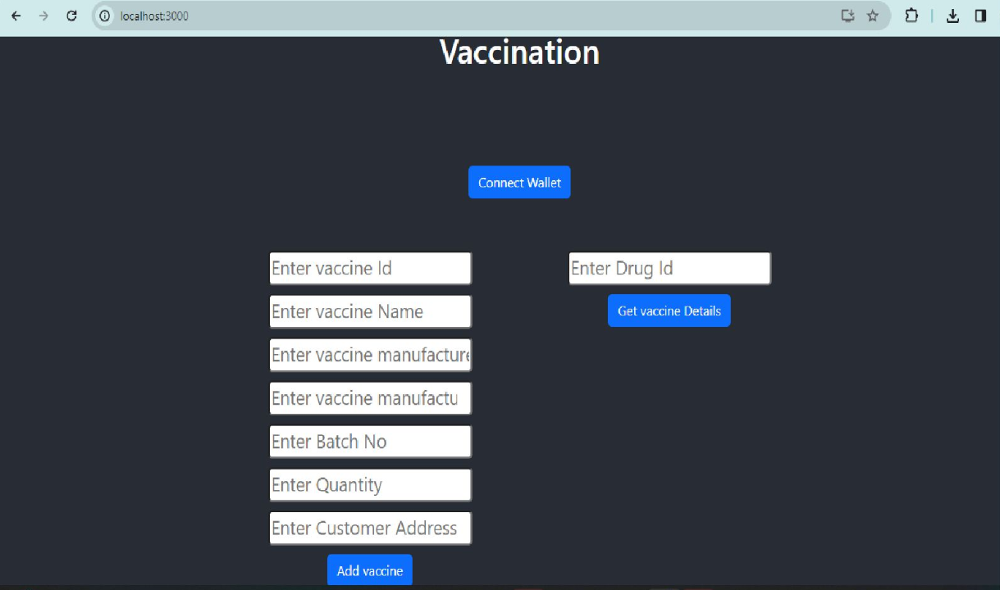 localhost:3000
Vaccination
Connect Wallet
Enter vaccine Id
Enter vaccine Name
Enter vaccine manufacture
Enter vaccine manufactu
Enter Batch No
Enter Quantity
Enter Customer Address
Add vaccine
Enter Drug Id
Get vaccine Details